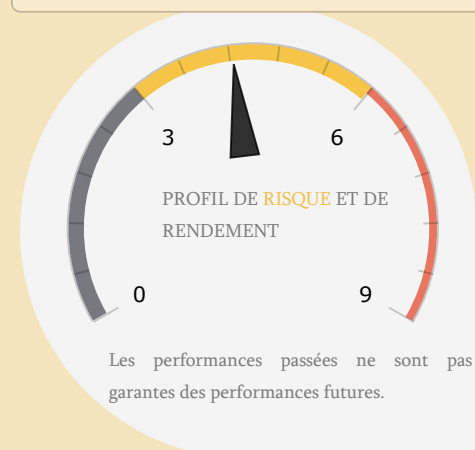 3 6
PROFIL DE RISQUE ET DE
RENDEMENT
0 9
Les performances passées ne sont pas
garantes des performances futures.